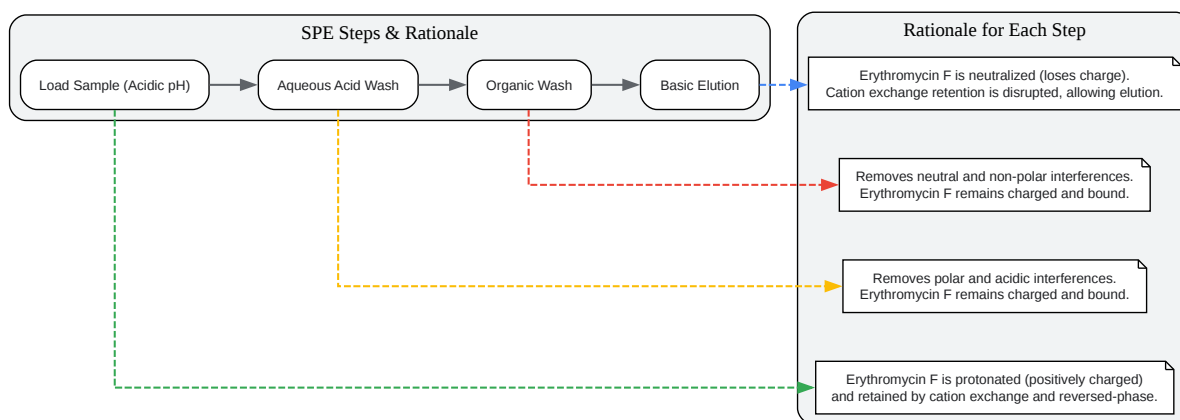 SPE Steps & Rationale
Load Sample (Acidic pH)
Aqueous Acid Wash
Organic Wash
Basic Elution
Rationale for Each Step
Erythromycin F is neutralized (loses charge).
Cation exchange retention is disrupted, allowing elution.
Removes neutral and non-polar interferences.
Erythromycin F remains charged and bound.
Removes polar and acidic interferences.
Erythromycin F remains charged and bound.
Erythromycin F is protonated (positively charged)
and retained by cation exchange and reversed-phase.